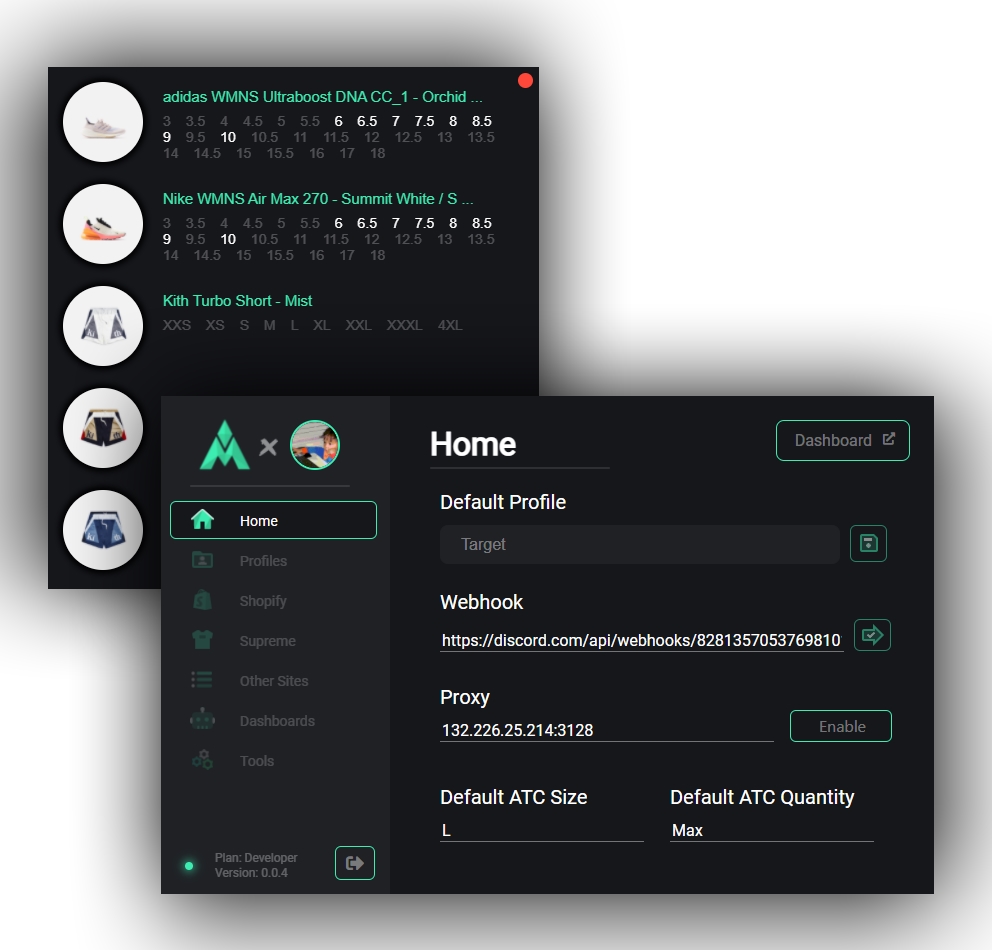 adidas WMNS Ultraboost DNA CC_1 - Orchid ...
3 3.5 4 4.5 5 5.5 6 6.5 7 7.5 8 8.5
9 9.5 10 10.5 11 11.5 12 12.5 13 13.5
14 14.5 15 15.5 16 17 18
Nike WMNS Air Max 270 - Summit White / S ...
3 3.5 4 4.5 5 5.5 6 6.5 7 7.5 8 8.5
9 9.5 10 10.5 11 11.5 12 12.5 13 13.5
14 14.5 15 15.5 16 17 18
Kith Turbo Short - Mist
XXS XS S M L XL XXL XXXL 4XL
Home
Profiles
Shopify
Supreme
Other Sites
Dashboards
Tools
Plan: Developer
Version: 0.0.4
Home
Dashboard
Default Profile
Target
Webhook
https://discord.com/api/webhooks/8281357053769810
Proxy
132.226.25.214:3128
Enable
Default ATC Size
L
Default ATC Quantity
Max